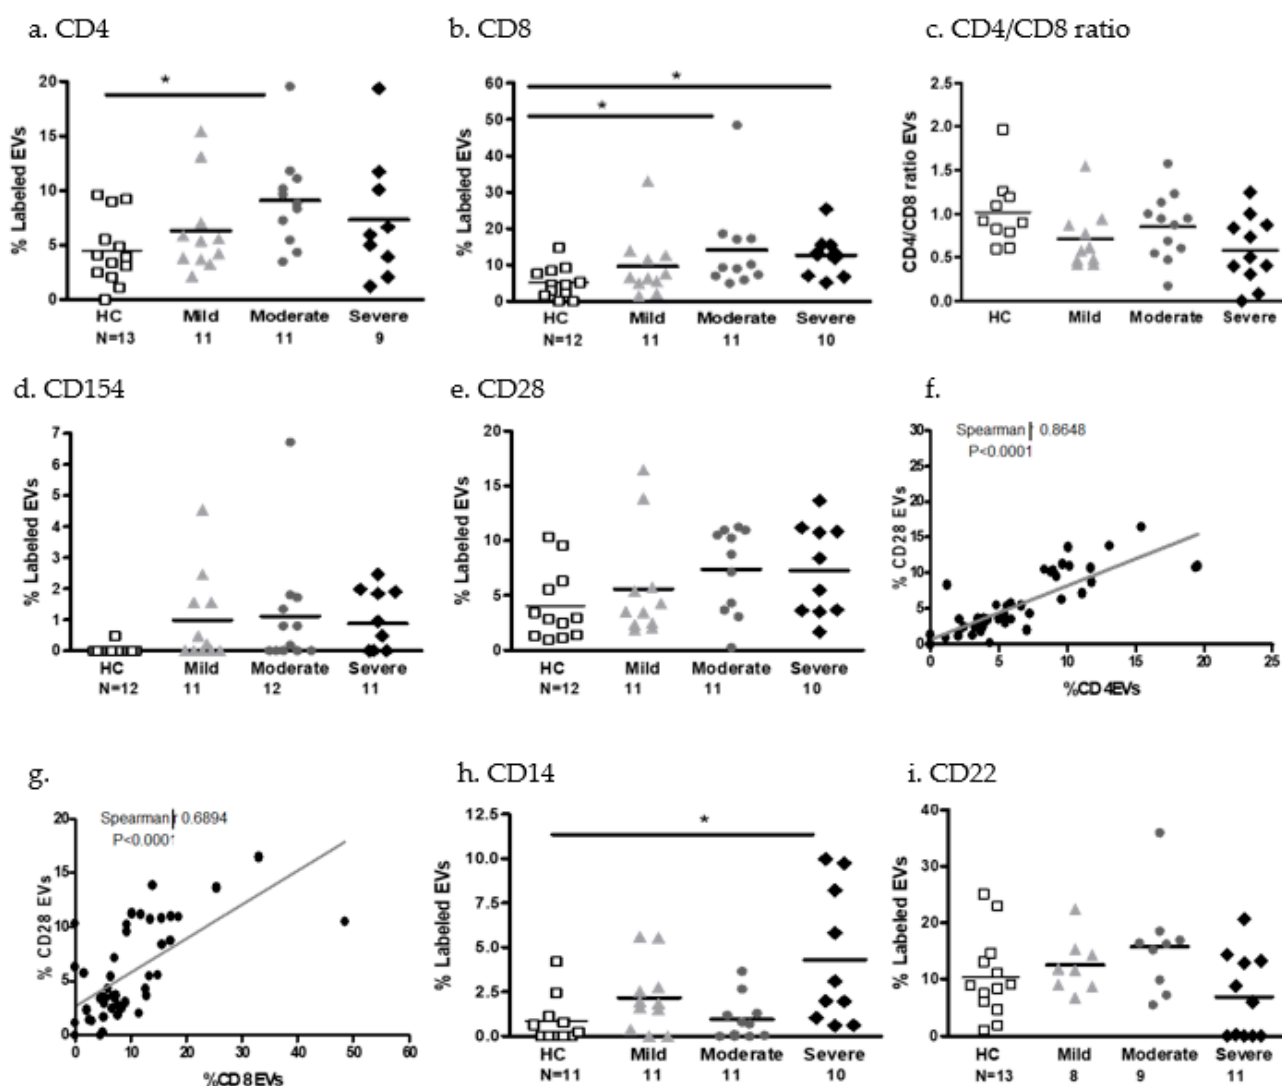 a. CD4
b. CD8
c. CD4/CD8 ratio
% Labeled EVs
20
15
10
5
0
*
HC Mild Moderate Severe
N=13 11 11 9
% Labeled EVs
60
50
40
30
20
10
0
*
*
HC Mild Moderate Severe
N=12 11 11 10
CD4/CD8 ratio EVs
2.5
2.0
1.5
1.0
0.5
0.0
HC Mild Moderate Severe
d. CD154
e. CD28
f.
% Labeled EVs
7
6
5
4
3
2
1
0
HC Mild Moderate Severe
N=12 11 12 11
% Labeled EVs
20
15
10
5
0
HC Mild Moderate Severe
N=12 11 11 10
Spearman r 0.8648
P<0.0001
% CD28 EVs
30
25
20
15
10
5
0
0 5 10 15 20 25
%CD4EVs
g.
h. CD14
i. CD22
Spearman r 0.6894
P<0.0001
% CD28 EVs
20
15
10
5
0
0 10 20 30 40 50 60
%CD8EVs
% Labeled EVs
12.5
10.0
7.5
5.0
2.5
0.0
*
HC Mild Moderate Severe
N=11 11 11 10
% Labeled EVs
40
30
20
10
0
HC Mild Moderate Severe
N=13 8 9 11